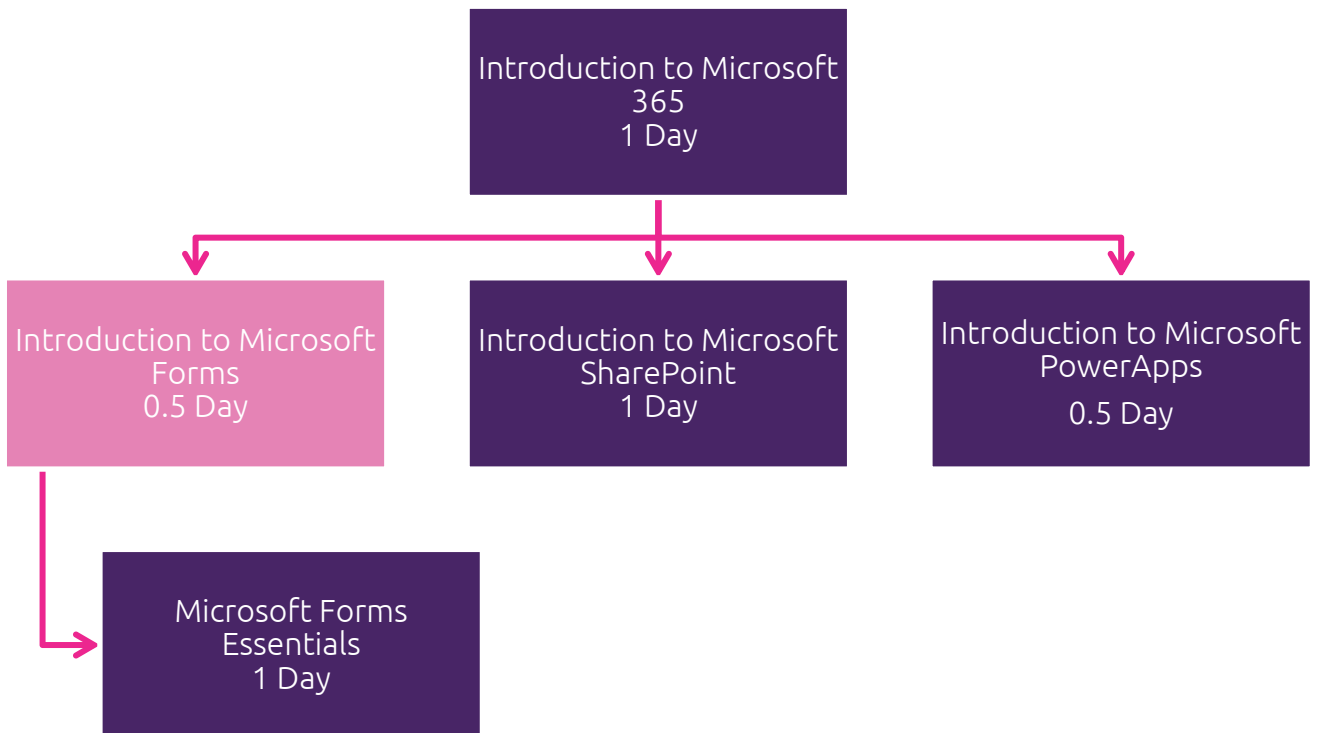 Introduction to Microsoft
365
1 Day
Introduction to Microsoft
Forms
0.5 Day
Introduction to Microsoft
SharePoint
1 Day
Introduction to Microsoft
PowerApps
0.5 Day
Microsoft Forms
Essentials
1 Day